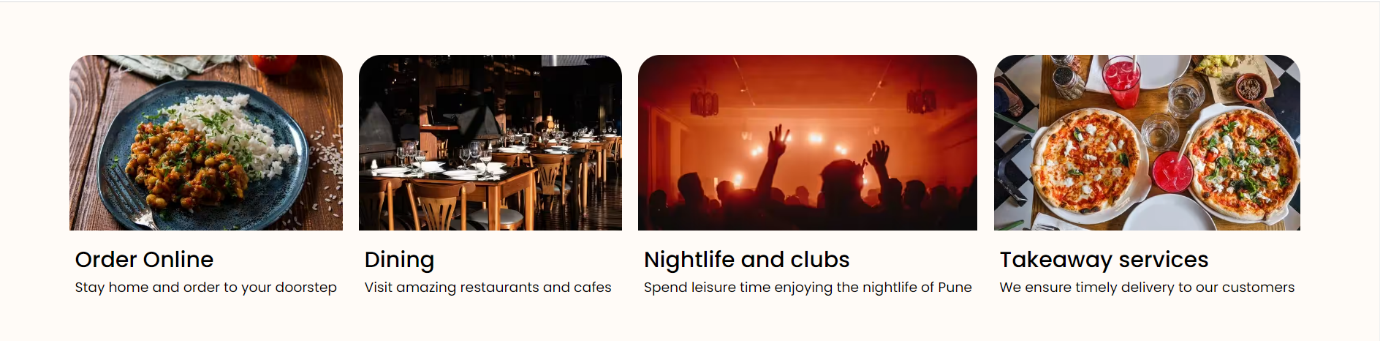 Order Online
Stay home and order to your doorstep
Dining
Visit amazing restaurants and cafes
Nightlife and clubs
Spend leisure time enjoying the nightlife of Pune
Takeaway services
We ensure timely delivery to our customers